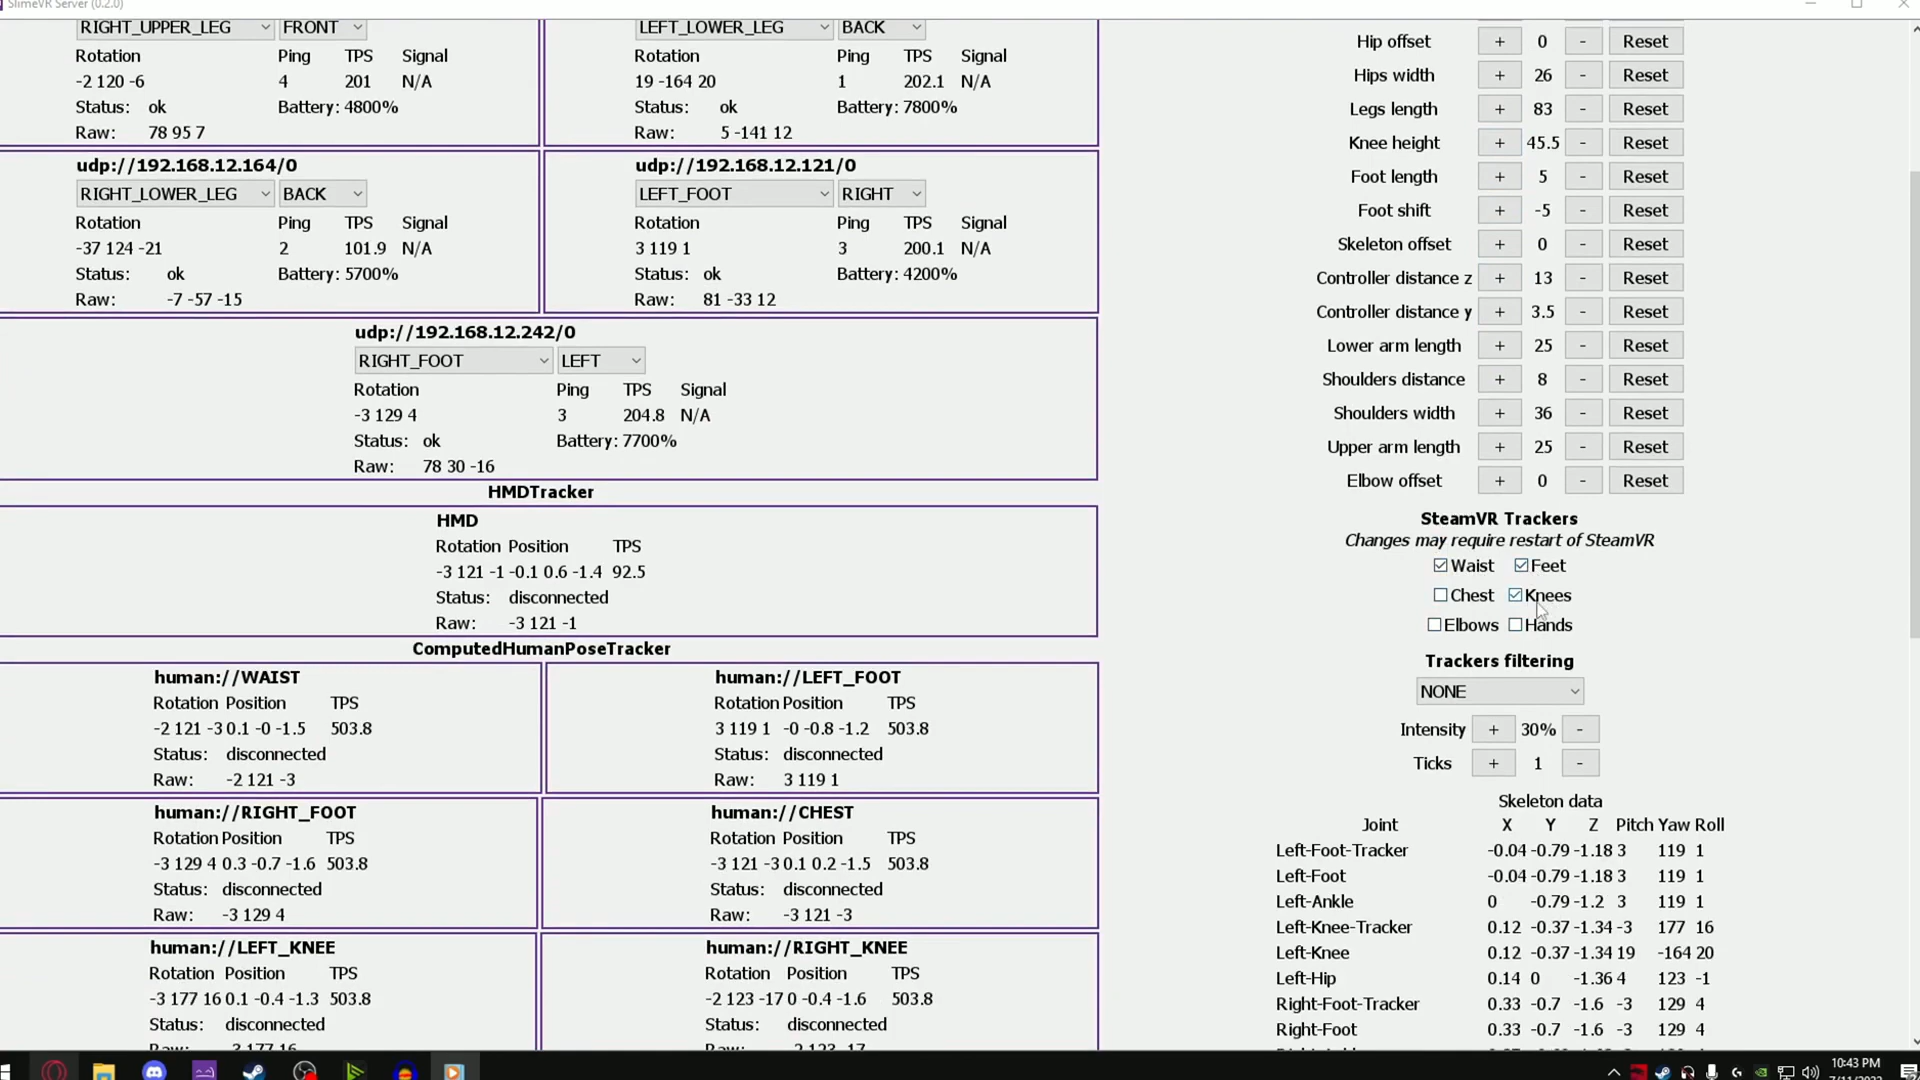 SlimeVR Server (0.2.0)
RIGHT_UPPER_LEG FRONT
Rotation Ping TPS Signal
-2 120 -6 4 201 N/A
Status: ok Battery: 4800%
Raw: 78 95 7
LEFT_LOWER_LEG BACK
Rotation Ping TPS Signal
19 -164 20 1 202.1 N/A
Status: ok Battery: 7800%
Raw: 5 -141 12
udp://192.168.12.164/0
RIGHT_LOWER_LEG BACK
Rotation Ping TPS Signal
-37 124 -21 2 101.9 N/A
Status: ok Battery: 5700%
Raw: -7 -57 -15
udp://192.168.12.121/0
LEFT_FOOT RIGHT
Rotation Ping TPS Signal
3 119 1 3 200.1 N/A
Status: ok Battery: 4200%
Raw: 81 -33 12
udp://192.168.12.242/0
RIGHT_FOOT LEFT
Rotation Ping TPS Signal
-3 129 4 3 204.8 N/A
Status: ok Battery: 7700%
Raw: 78 30 -16
HMDTracker
HMD
Rotation Position TPS
-3 121 -1 -0.1 0.6 -1.4 92.5
Status: disconnected
Raw: -3 121 -1
ComputedHumanPoseTracker
human://WAIST
Rotation Position TPS
-2 121 -3 0.1 -0 -1.5 503.8
Status: disconnected
Raw: -2 121 -3
human://LEFT_FOOT
Rotation Position TPS
3 119 1 -0 -0.8 -1.2 503.8
Status: disconnected
Raw: 3 119 1
human://RIGHT_FOOT
Rotation Position TPS
-3 129 4 0.3 -0.7 -1.6 503.8
Status: disconnected
Raw: -3 129 4
human://CHEST
Rotation Position TPS
-3 121 -3 0.1 0.2 -1.5 503.8
Status: disconnected
Raw: -3 121 -3
human://LEFT_KNEE
Rotation Position TPS
-3 177 16 0.1 -0.4 -1.3 503.8
Status: disconnected
Raw: -3 177 16
human://RIGHT_KNEE
Rotation Position TPS
-2 123 -17 0 -0.4 -1.6 503.8
Status: disconnected
Raw: -2 123 -17
Hip offset + 0 - Reset
Hips width + 26 - Reset
Legs length + 83 - Reset
Knee height + 45.5 - Reset
Foot length + 5 - Reset
Foot shift + -5 - Reset
Skeleton offset + 0 - Reset
Controller distance z + 13 - Reset
Controller distance y + 3.5 - Reset
Lower arm length + 25 - Reset
Shoulders distance + 8 - Reset
Shoulders width + 36 - Reset
Upper arm length + 25 - Reset
Elbow offset + 0 - Reset
SteamVR Trackers
Changes may require restart of SteamVR
Waist Feet
Chest Knees
Elbows Hands
Trackers filtering
NONE
Intensity + 30% -
Ticks + 1 -
Skeleton data
Joint X Y Z Pitch Yaw Roll
Left-Foot-Tracker -0.04 -0.79 -1.18 3 119 1
Left-Foot -0.04 -0.79 -1.18 3 119 1
Left-Ankle 0 -0.79 -1.2 3 119 1
Left-Knee-Tracker 0.12 -0.37 -1.34 -3 177 16
Left-Knee 0.12 -0.37 -1.34 19 -164 20
Left-Hip 0.14 0 -1.36 4 123 -1
Right-Foot-Tracker 0.33 -0.7 -1.6 -3 129 4
Right-Foot 0.33 -0.7 -1.6 -3 129 4
10:43 PM